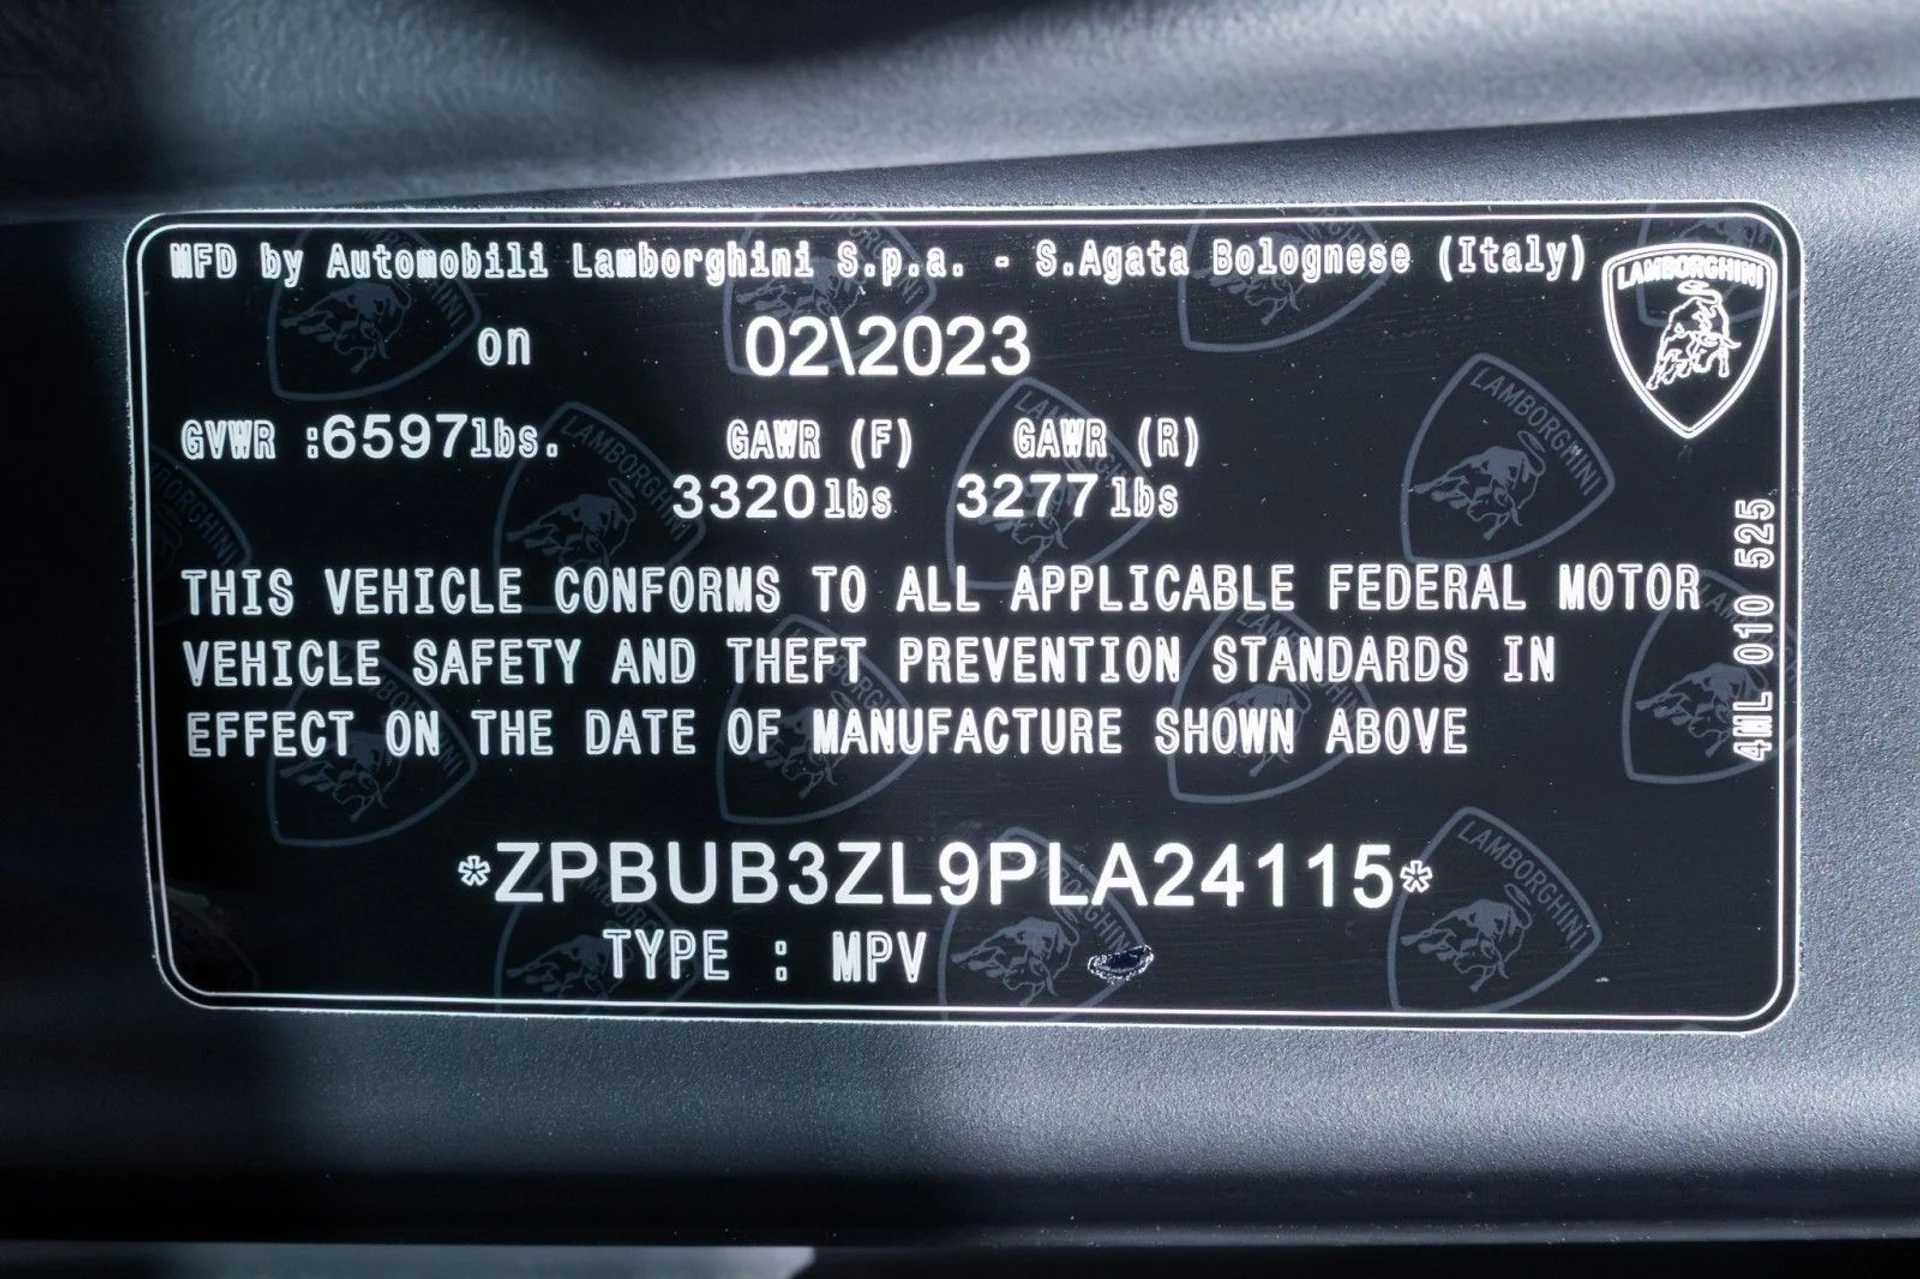 MFD by Automobili Lamborghini S.p.a. - S.Agata Bolognese (Italy)
LAMBORGHINI
on 02\2023
GVWR :6597lbs. GAWR (F) GAWR (R)
3320lbs 3277lbs
THIS VEHICLE CONFORMS TO ALL APPLICABLE FEDERAL MOTOR
VEHICLE SAFETY AND THEFT PREVENTION STANDARDS IN
EFFECT ON THE DATE OF MANUFACTURE SHOWN ABOVE
4ML 010 525
*ZPBUB3ZL9PLA24115*
TYPE : MPV